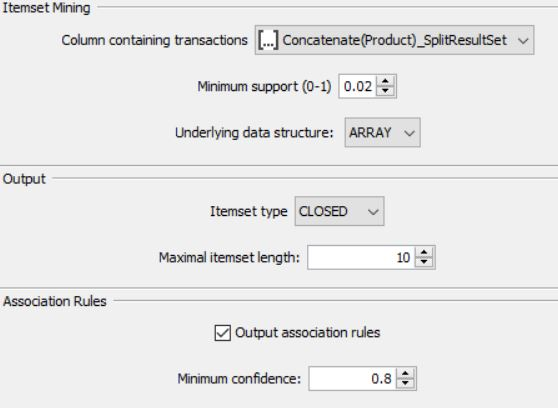 Itemset Mining
Column containing transactions [...] Concatenate(Product)_SplitResultSet
Minimum support (0-1) 0.02
Underlying data structure: ARRAY
Output
Itemset type CLOSED
Maximal itemset length: 10
Association Rules
Output association rules
Minimum confidence: 0.8